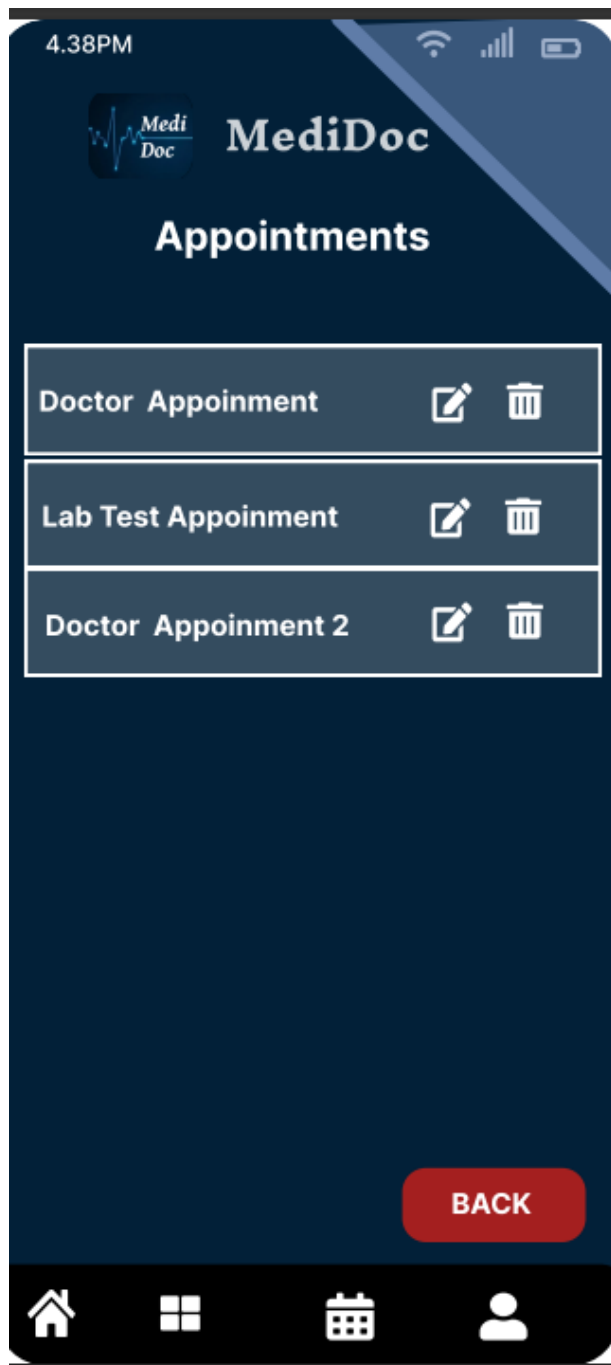 4.38PM
Medi
Doc
MediDoc
Appointments
Doctor  Appoinment
Lab Test Appoinment
Doctor  Appoinment 2
BACK